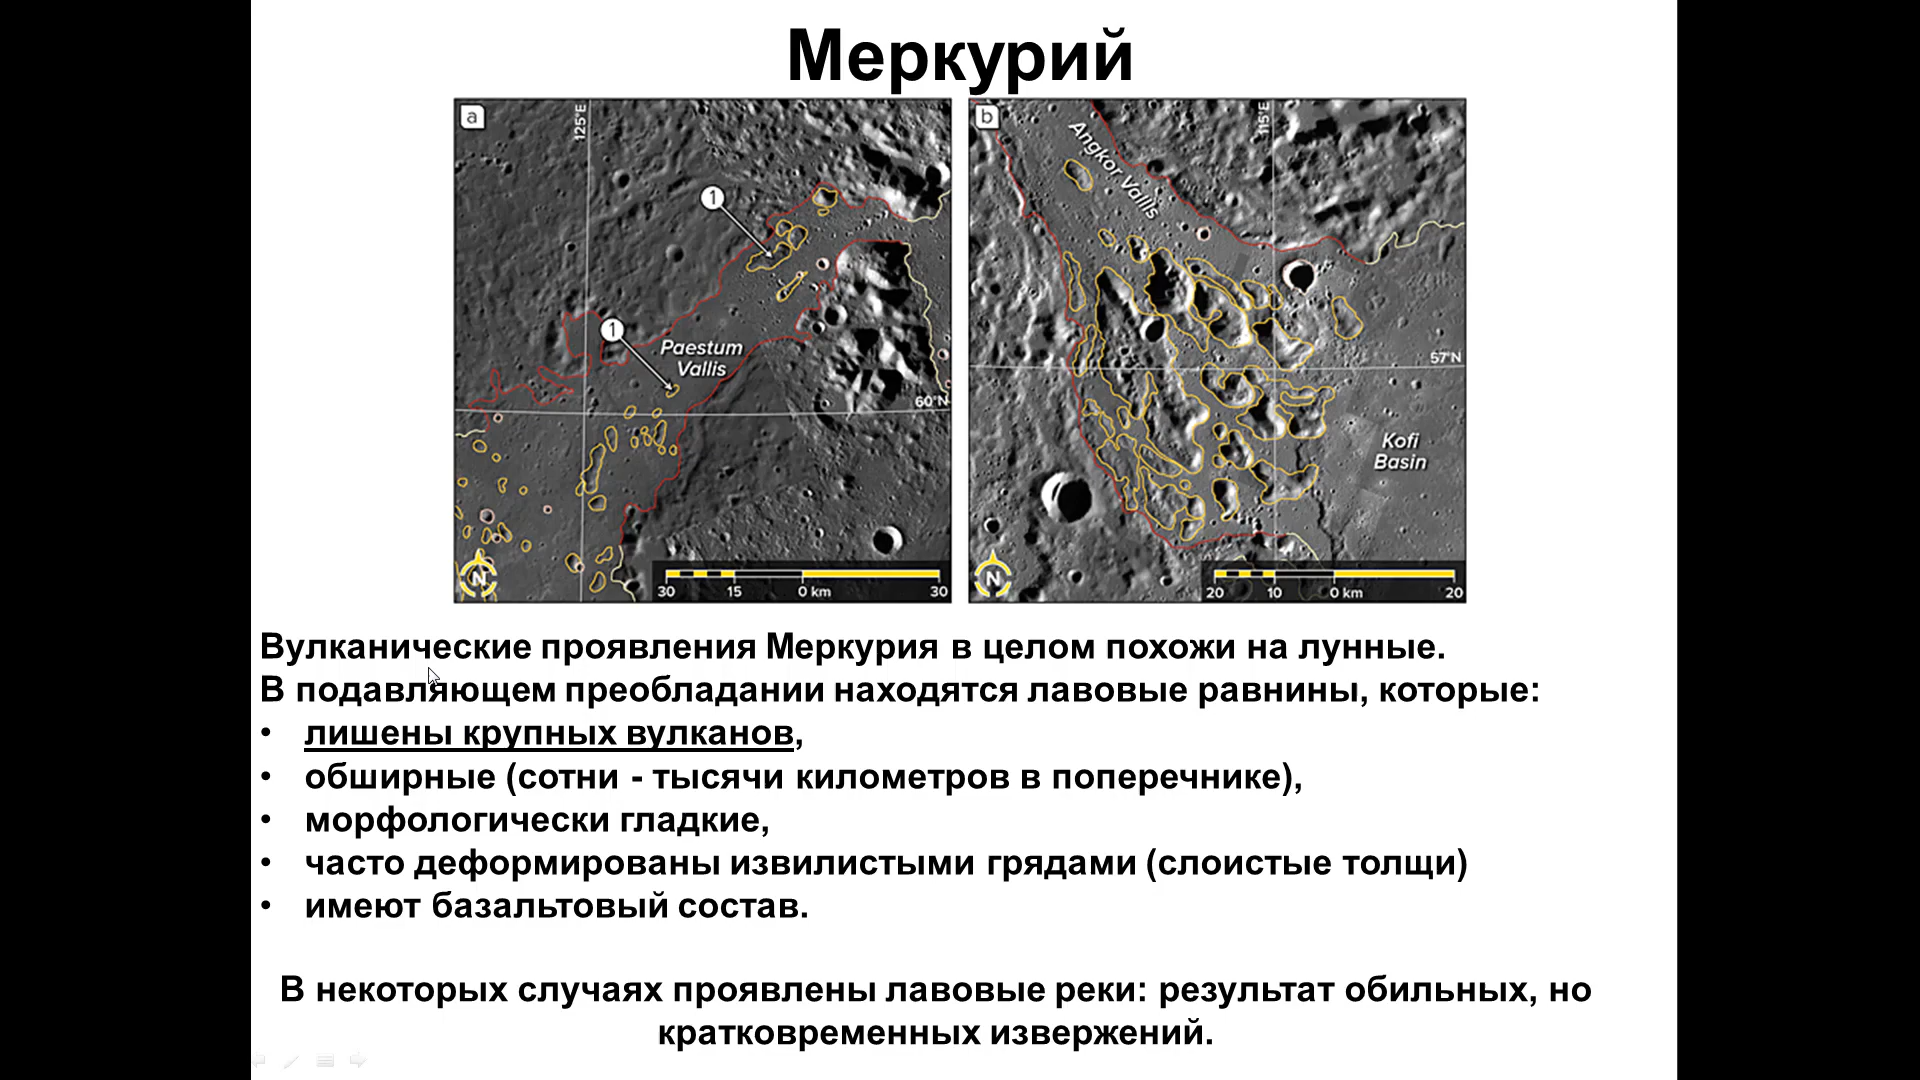 Меркурий
a
125°E
1
1
Paestum
Vallis
60°N
N
30 15 0 km 30
b
115°E
Angkor Vallis
57°N
Kofi
Basin
N
20 10 0 km 20
Вулканические проявления Меркурия в целом похожи на лунные.
В подавляющем преобладании находятся лавовые равнины, которые:
• лишены крупных вулканов,
• обширные (сотни - тысячи километров в поперечнике),
• морфологически гладкие,
• часто деформированы извилистыми грядами (слоистые толщи)
• имеют базальтовый состав.
В некоторых случаях проявлены лавовые реки: результат обильных, но
кратковременных извержений.